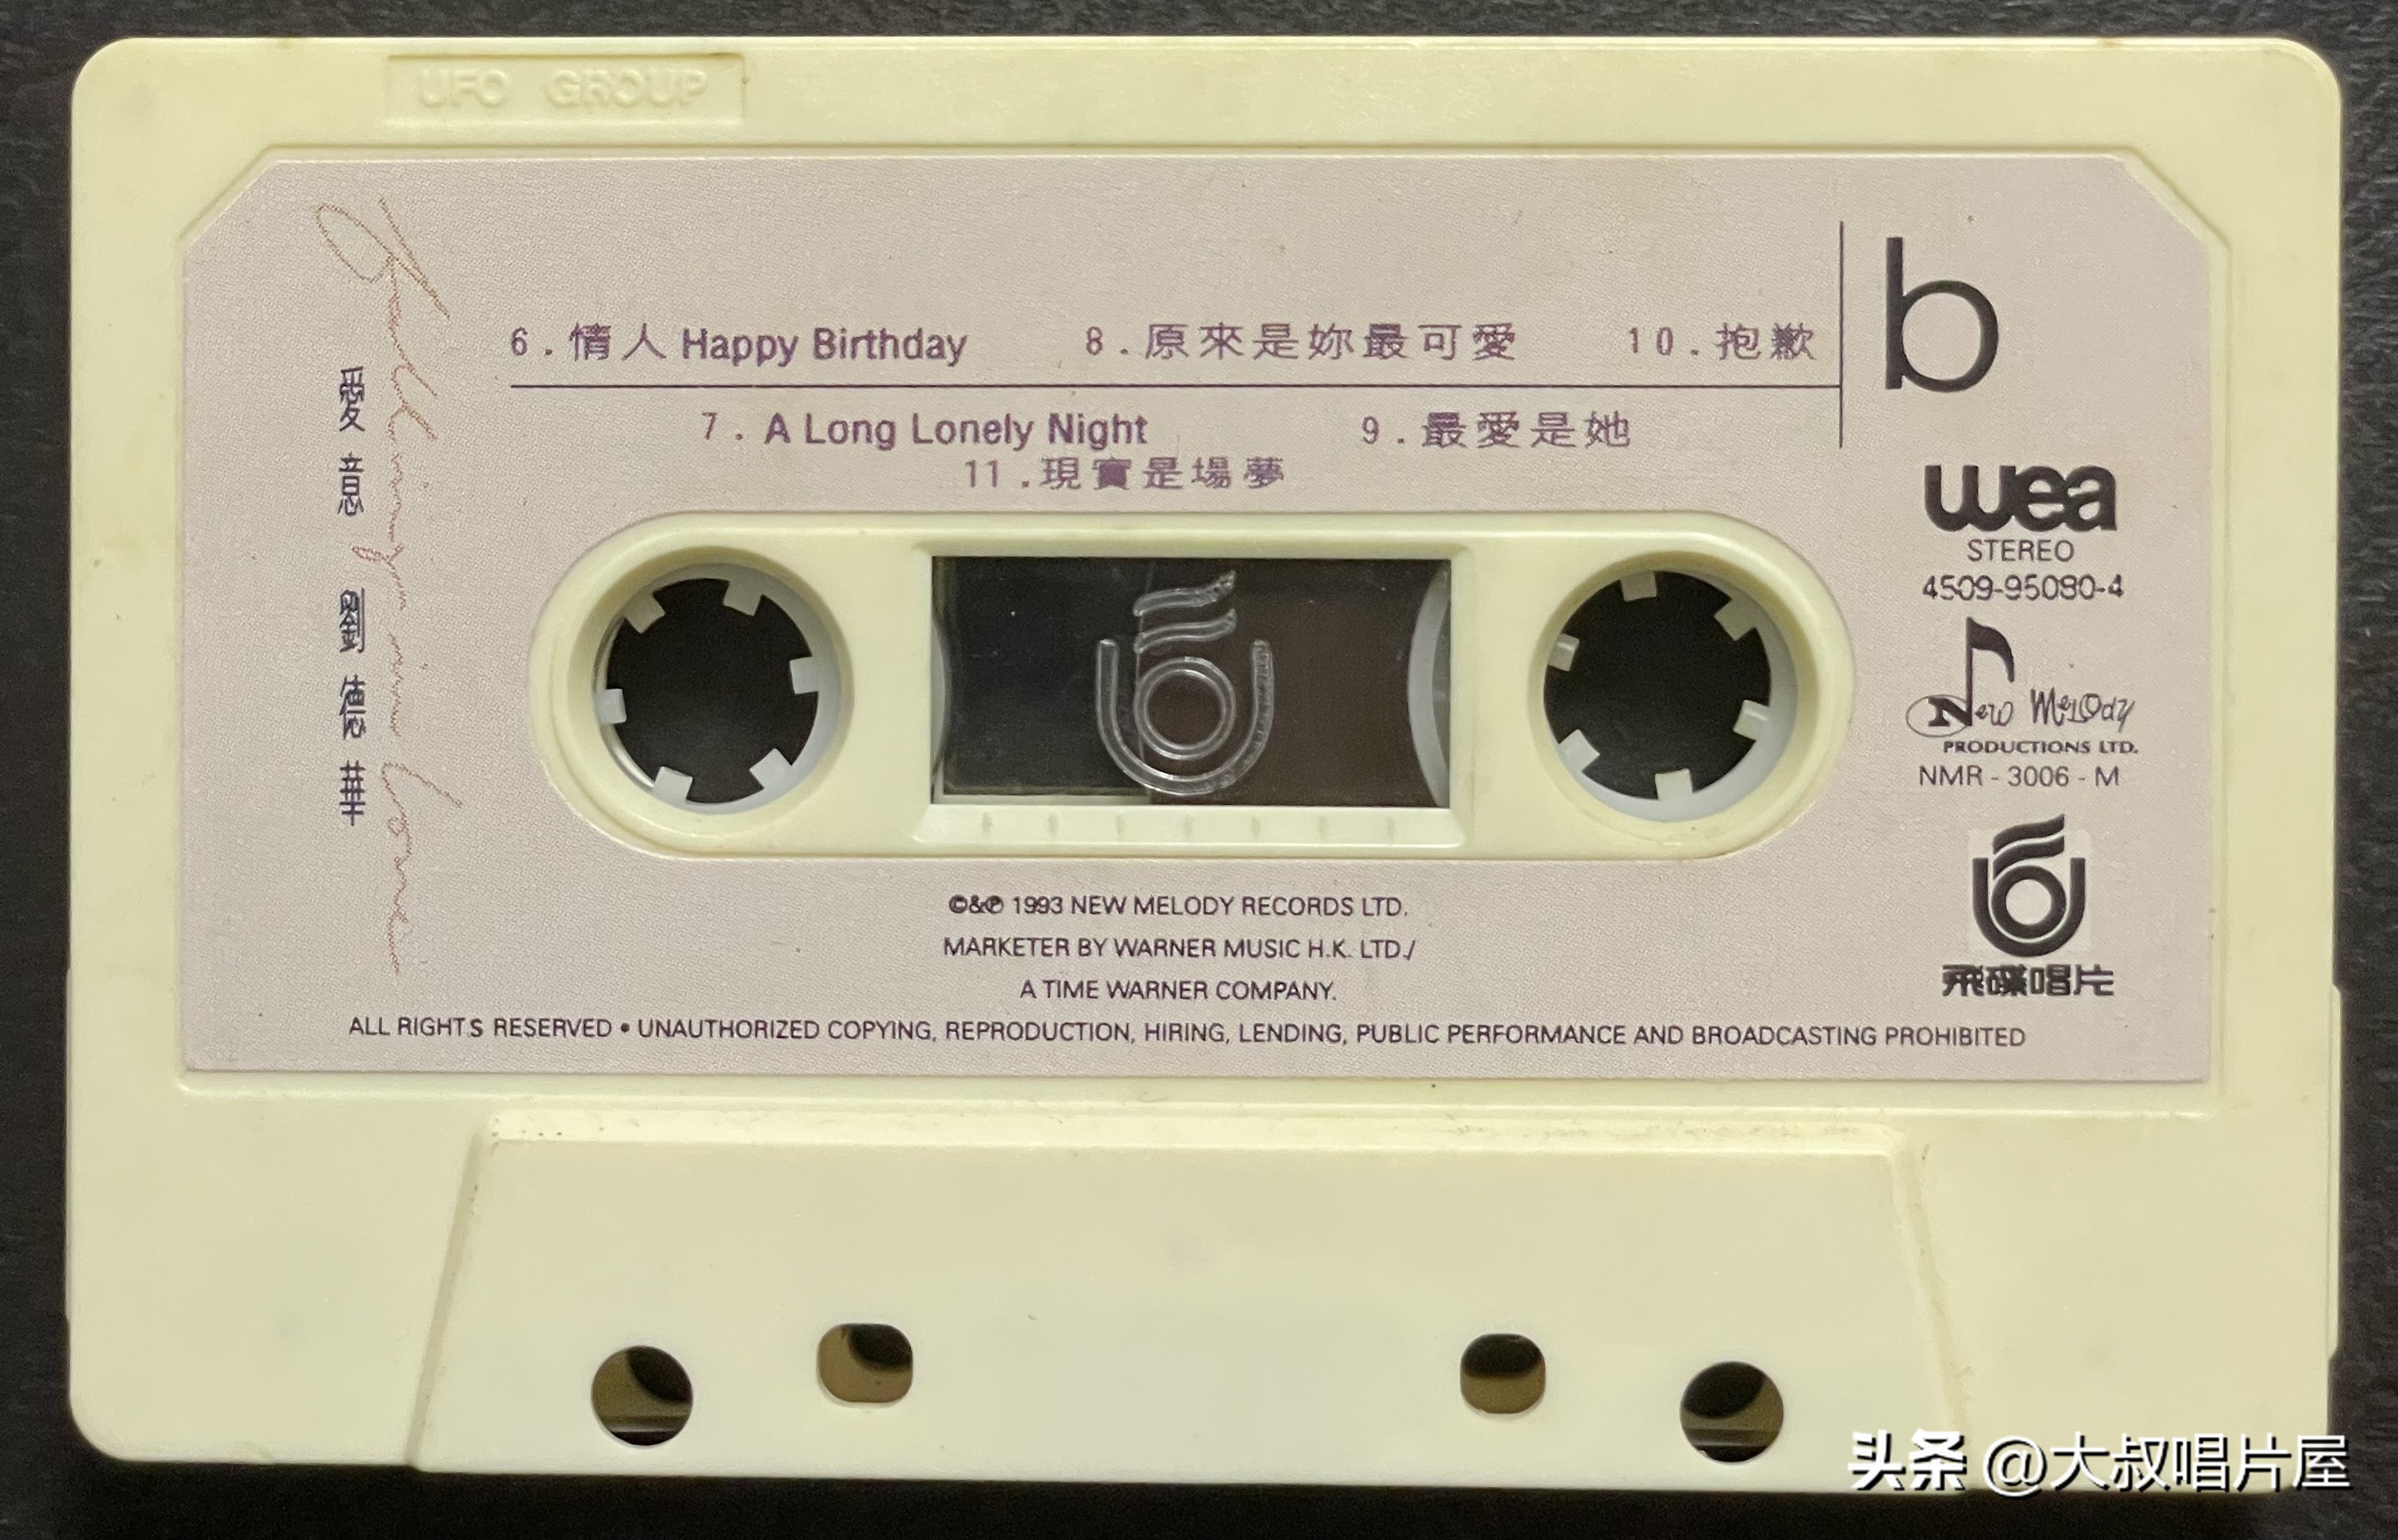 UFO GROUP
愛意 劉德華
6.情人 Happy Birthday 8.原來是妳最可愛 10.抱歉
7. A Long Lonely Night 9.最愛是她
11.現實是場夢
b
wea
STEREO
4509-95080-4
New Melody
PRODUCTIONS LTD.
NMR - 3006 - M
飛碟唱片
©&℗ 1993 NEW MELODY RECORDS LTD.
MARKETER BY WARNER MUSIC H.K. LTD./
A TIME WARNER COMPANY.
ALL RIGHTS RESERVED • UNAUTHORIZED COPYING, REPRODUCTION, HIRING, LENDING, PUBLIC PERFORMANCE AND BROADCASTING PROHIBITED
头条 @大叔唱片屋